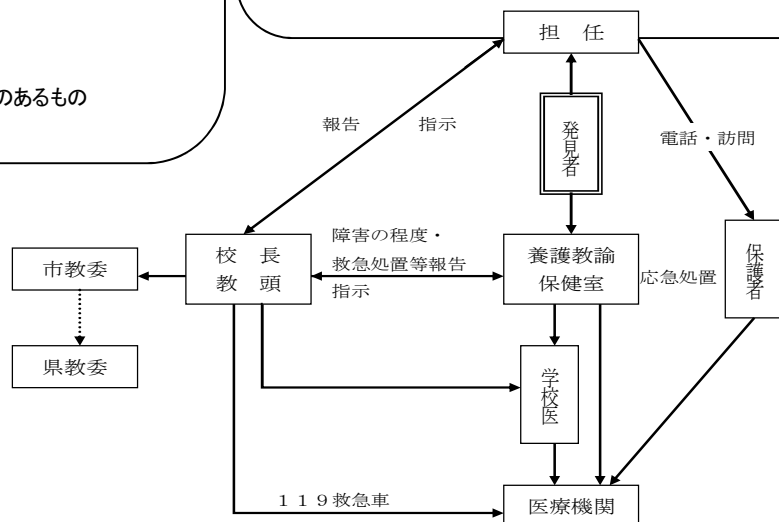 担　任
のあるもの
報告　　指示
発見者
電話・訪問
校　長
教　頭
障害の程度・
救急処置等報告
指示
養護教諭
保健室
応急処置
保護者
市教委
県教委
学校医
１１９救急車
医療機関